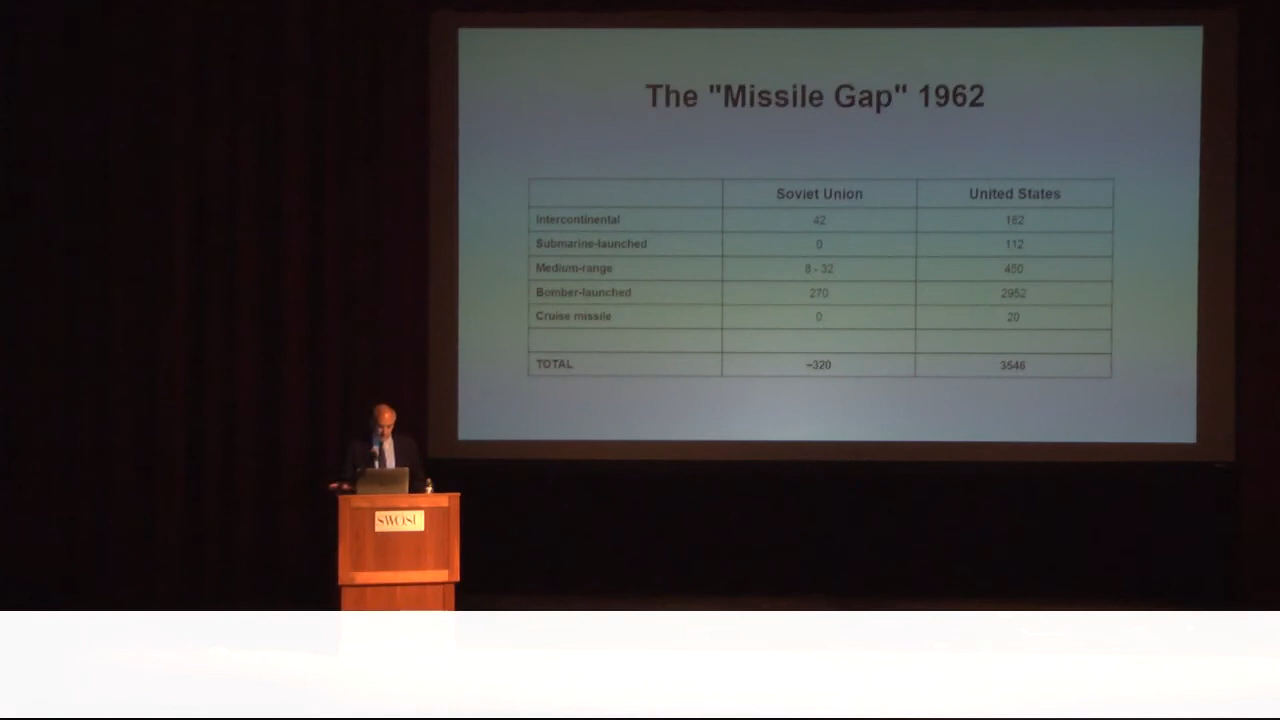 The "Missile Gap" 1962
Soviet Union United States
Intercontinental 42 182
Submarine-launched 0 112
Medium-range 8 - 32 450
Bomber-launched 270 2952
Cruise missile 0 20
TOTAL ~320 3546
SWOSU